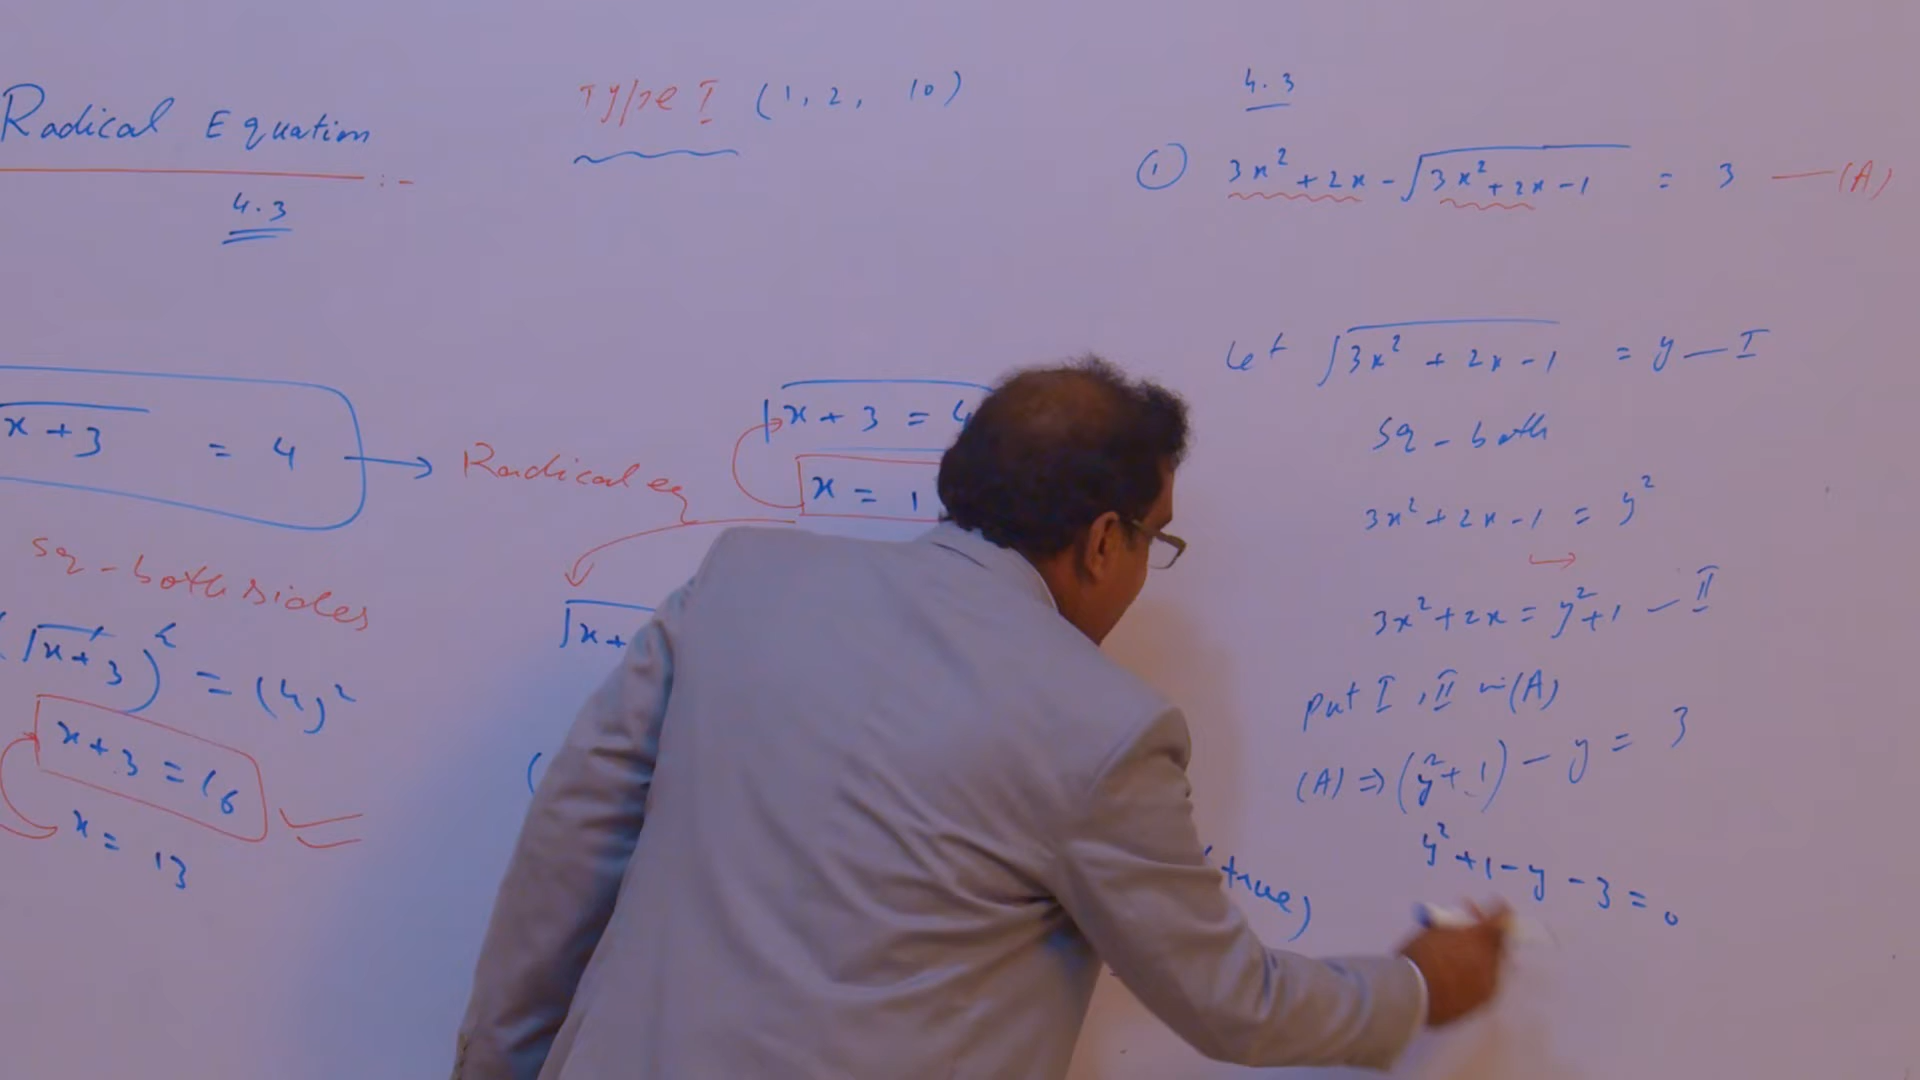 Radical Equation :-
4.3
x+3 = 4 → Radical eq
sq - both sides
(√x+3)² = (4)²
x+3 = 16
x = 13
Type I (1, 2, 10)
x + 3 = 4
x = 1
√x+
(true)
4.3
① 3x² + 2x - √3x² + 2x - 1 = 3 — (A)
Let √3x² + 2x - 1 = y — I
sq - both
3x² + 2x - 1 = y²
3x² + 2x = y² + 1 — II
put I, II in (A)
(A) ⇒ (y² + 1) - y = 3
y² + 1 - y - 3 = 0